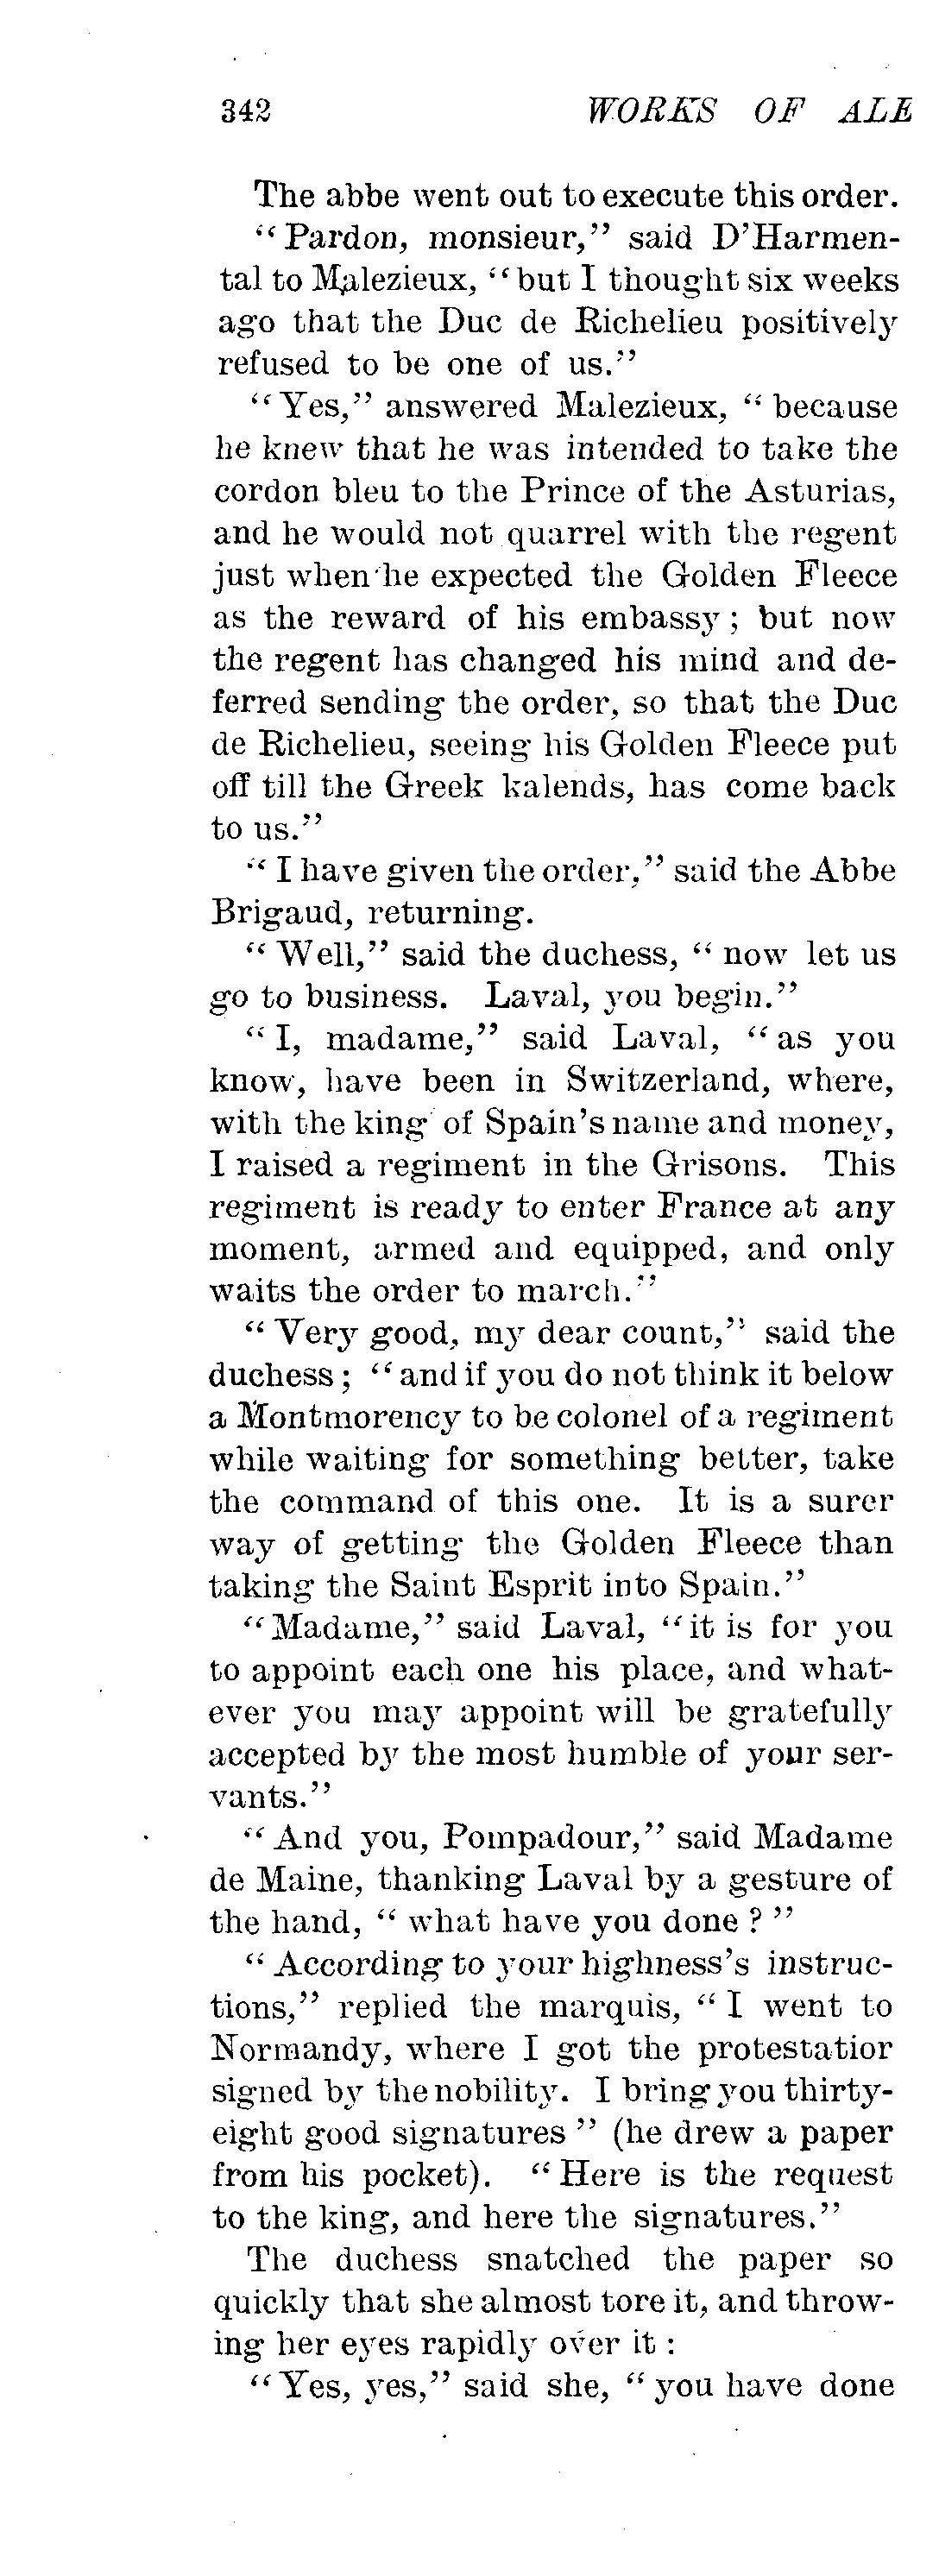 342 WORKS OF ALE
The abbe went out to execute this order.
“Pardon, monsieur,” said D’Harmen-
tal to Malezieux, “but I thought six weeks
ago that the Duc de Richelieu positively
refused to be one of us.”
“Yes,” answered Malezieux, “because
he knew that he was intended to take the
cordon bleu to the Prince of the Asturias,
and he would not quarrel with the regent
just when he expected the Golden Fleece
as the reward of his embassy; but now
the regent has changed his mind and de-
ferred sending the order, so that the Duc
de Richelieu, seeing his Golden Fleece put
off till the Greek kalends, has come back
to us.”
“I have given the order,” said the Abbe
Brigaud, returning.
“Well,” said the duchess, “now let us
go to business. Laval, you begin.”
“I, madame,” said Laval, “as you
know, have been in Switzerland, where,
with the king of Spain’s name and money,
I raised a regiment in the Grisons. This
regiment is ready to enter France at any
moment, armed and equipped, and only
waits the order to march.”
“Very good, my dear count,” said the
duchess; “and if you do not think it below
a Montmorency to be colonel of a regiment
while waiting for something better, take
the command of this one. It is a surer
way of getting the Golden Fleece than
taking the Saint Esprit into Spain.”
“Madame,” said Laval, “it is for you
to appoint each one his place, and what-
ever you may appoint will be gratefully
accepted by the most humble of your ser-
vants.”
“And you, Pompadour,” said Madame
de Maine, thanking Laval by a gesture of
the hand, “what have you done?”
“According to your highness’s instruc-
tions,” replied the marquis, “I went to
Normandy, where I got the protestatior
signed by the nobility. I bring you thirty-
eight good signatures” (he drew a paper
from his pocket). “Here is the request
to the king, and here the signatures.”
The duchess snatched the paper so
quickly that she almost tore it, and throw-
ing her eyes rapidly over it:
“Yes, yes,” said she, “you have done